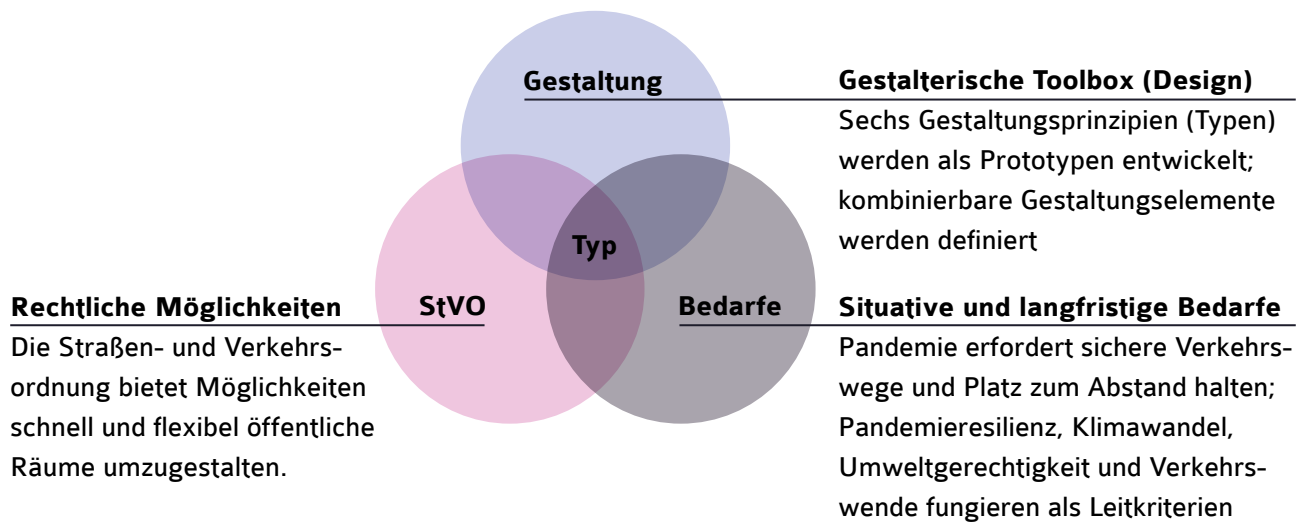 Gestaltung
Gestalterische Toolbox (Design)
Sechs Gestaltungsprinzipien (Typen)
werden als Prototypen entwickelt;
kombinierbare Gestaltungselemente
werden definiert
Typ
Rechtliche Möglichkeiten
StVO
Die Straßen- und Verkehrs-
ordnung bietet Möglichkeiten
schnell und flexibel öffentliche
Räume umzugestalten.
Bedarfe
Situative und langfristige Bedarfe
Pandemie erfordert sichere Verkehrs-
wege und Platz zum Abstand halten;
Pandemieresilienz, Klimawandel,
Umweltgerechtigkeit und Verkehrs-
wende fungieren als Leitkriterien